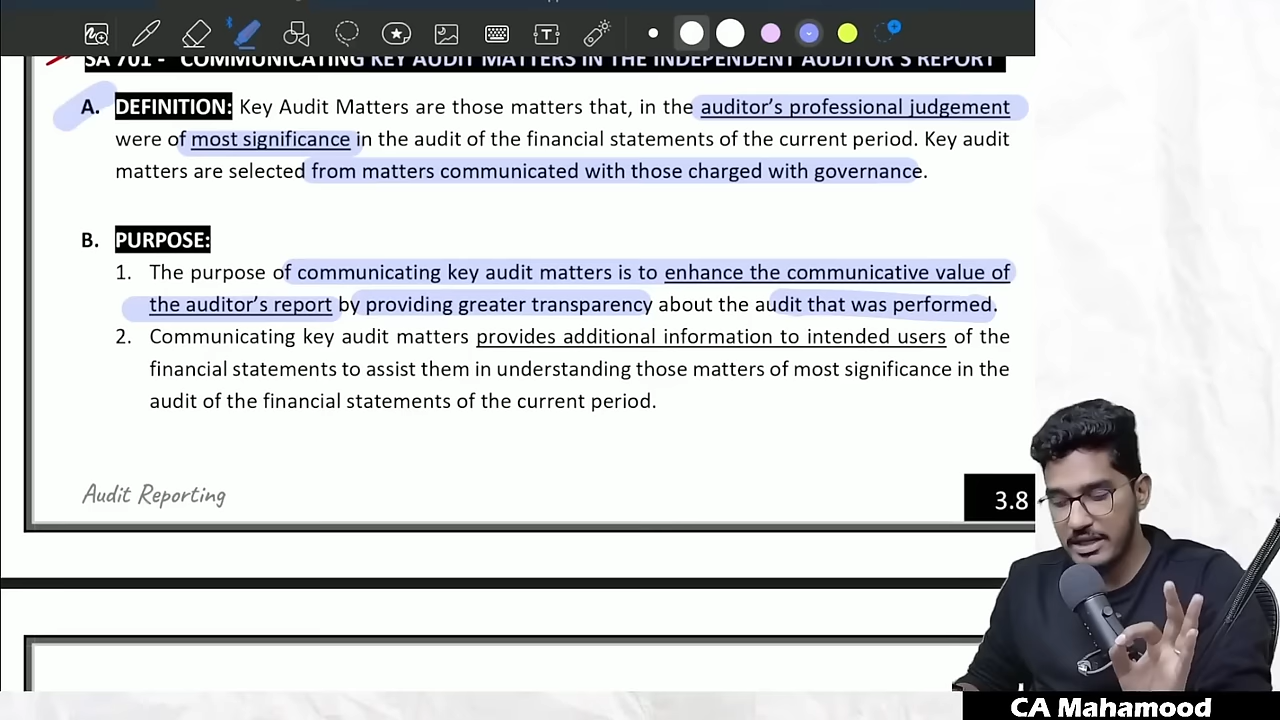 SA 701 - COMMUNICATING KEY AUDIT MATTERS IN THE INDEPENDENT AUDITOR'S REPORT
A. DEFINITION: Key Audit Matters are those matters that, in the auditor's professional judgement
were of most significance in the audit of the financial statements of the current period. Key audit
matters are selected from matters communicated with those charged with governance.
B. PURPOSE:
1. The purpose of communicating key audit matters is to enhance the communicative value of
the auditor's report by providing greater transparency about the audit that was performed.
2. Communicating key audit matters provides additional information to intended users of the
financial statements to assist them in understanding those matters of most significance in the
audit of the financial statements of the current period.
Audit Reporting
3.8
CA Mahamood